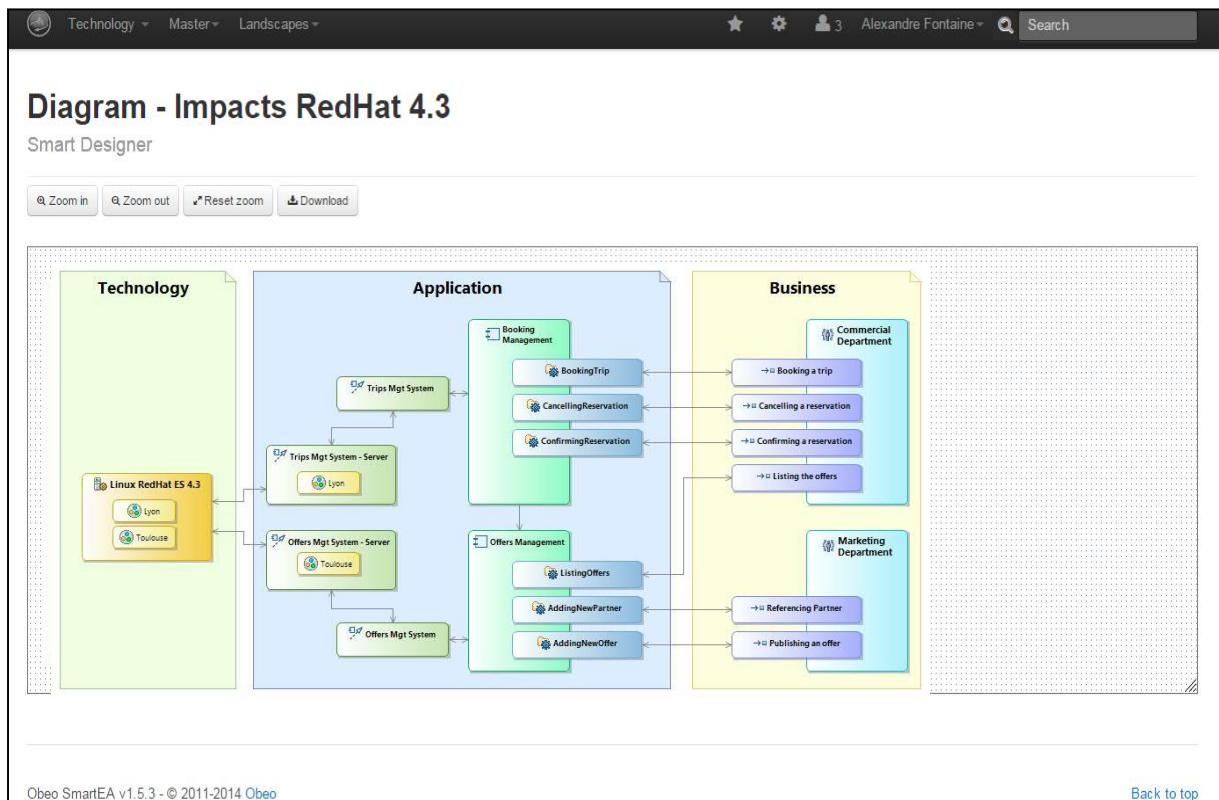 Technology Master Landscapes 3 Alexandre Fontaine Search
Diagram - Impacts RedHat 4.3
Smart Designer
Zoom in Zoom out Reset zoom Download
Technology
Linux RedHat ES 4.3
Lyon
Toulouse
Application
Trips Mgt System
Trips Mgt System - Server
Lyon
Offers Mgt System - Server
Toulouse
Offers Mgt System
Booking
Management
BookingTrip
CancellingReservation
ConfirmingReservation
Offers Management
ListingOffers
AddingNewPartner
AddingNewOffer
Business
Commercial
Department
Booking a trip
Cancelling a reservation
Confirming a reservation
Listing the offers
Marketing
Department
Referencing Partner
Publishing an offer
Obeo SmartEA v1.5.3 - © 2011-2014 Obeo
Back to top